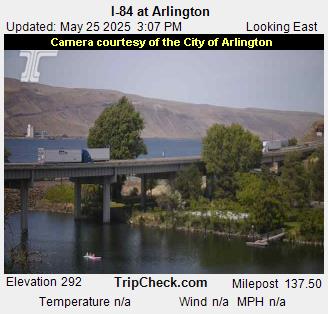 I-84 at Arlington
Updated: May 25 2025 3:07 PM Looking East
Camera courtesy of the City of Arlington
Elevation 292 TripCheck.com Milepost 137.50
Temperature n/a Wind n/a MPH n/a